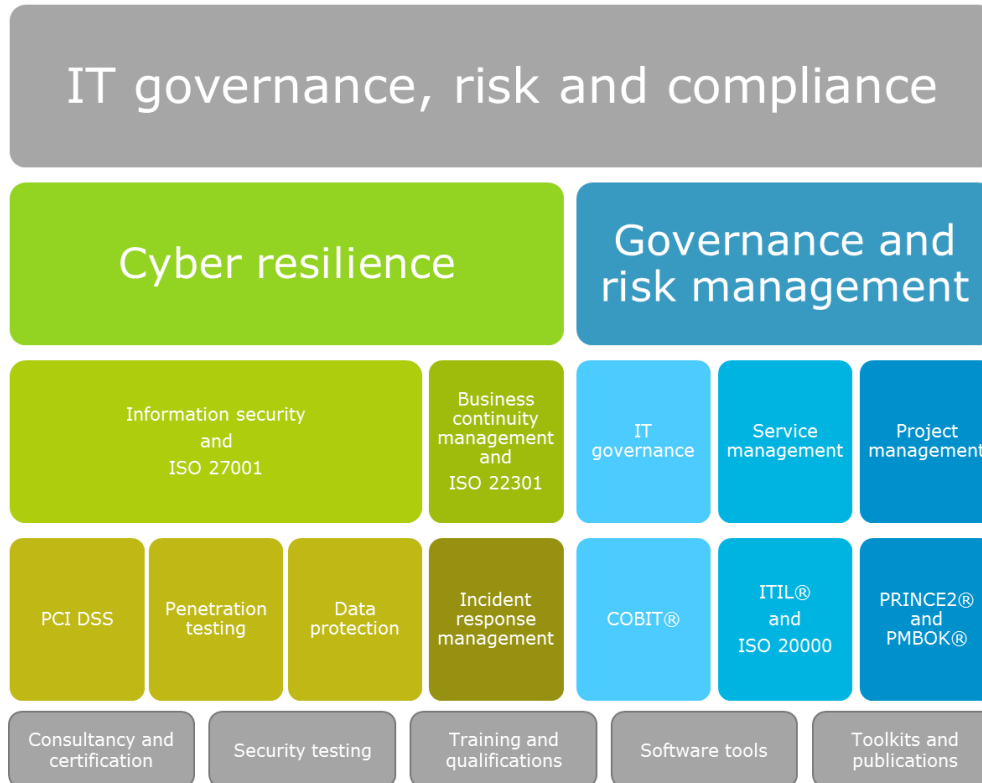 IT governance, risk and compliance
Cyber resilience
Governance and
risk management
Information security
and
ISO 27001
Business
continuity
management
and
ISO 22301
IT
governance
Service
management
Project
management
PCI DSS
Penetration
testing
Data
protection
Incident
response
management
COBIT®
ITIL®
and
ISO 20000
PRINCE2®
and
PMBOK®
Consultancy and
certification
Security testing
Training and
qualifications
Software tools
Toolkits and
publications